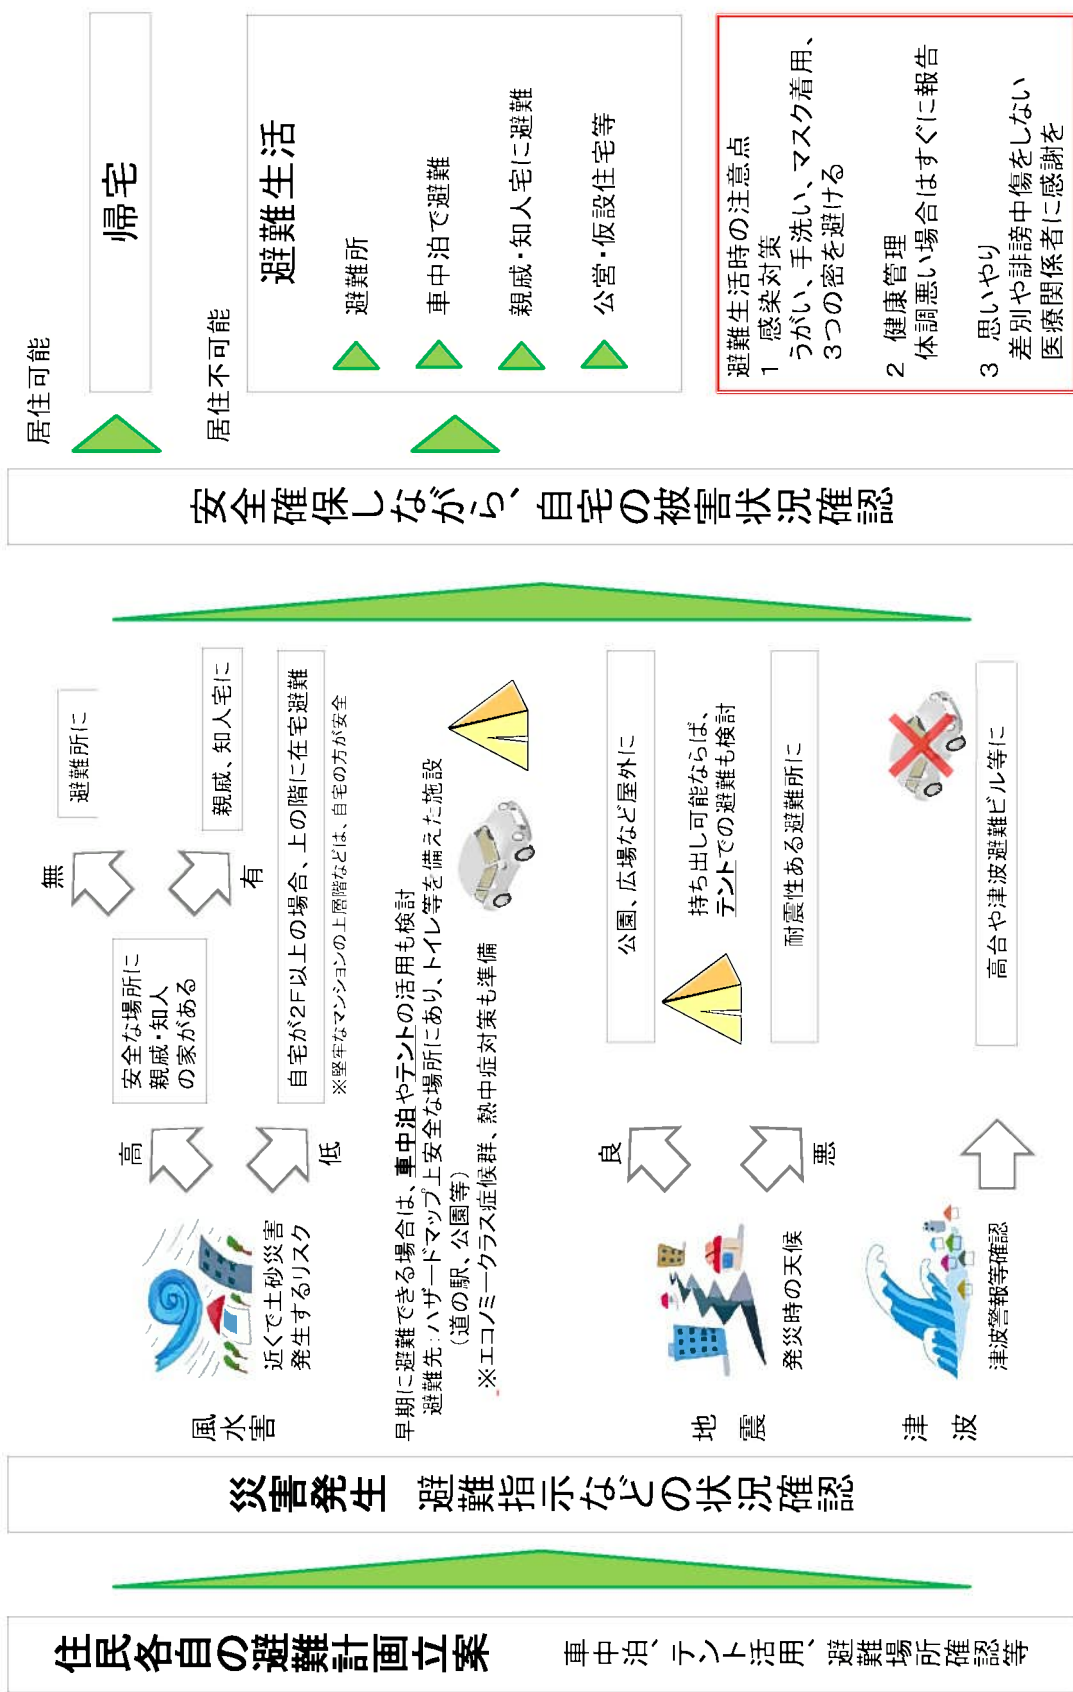 住民各自の避難計画立案
車中泊、テント活用、避難場所確認等
災害発生 避難指示などの状況確認
風水害
近くで土砂災害
発生するリスク
高
低
安全な場所に
親戚・知人
の家がある
無
有
避難所に
親戚、知人宅に
自宅が2F以上の場合、上の階に在宅避難
※堅牢なマンションの上層階などは、自宅の方が安全
早期に避難できる場合は、車中泊やテントの活用も検討
避難先：ハザードマップ上安全な場所にあり、トイレ等を備えた施設
（道の駅、公園等）
※エコノミークラス症候群、熱中症対策も準備
地震
発災時の天候
良
悪
公園、広場など屋外に
持ち出し可能ならば、
テントでの避難も検討
耐震性ある避難所に
津波
津波警報等確認
高台や津波避難ビル等に
安全確保しながら、自宅の被害状況確認
居住可能
帰宅
居住不可能
避難生活
避難所
車中泊で避難
親戚・知人宅に避難
公営・仮設住宅等
避難生活時の注意点
1 感染対策
うがい、手洗い、マスク着用、
3つの密を避ける
2 健康管理
体調悪い場合はすぐに報告
3 思いやり
差別や誹謗中傷をしない
医療関係者に感謝を